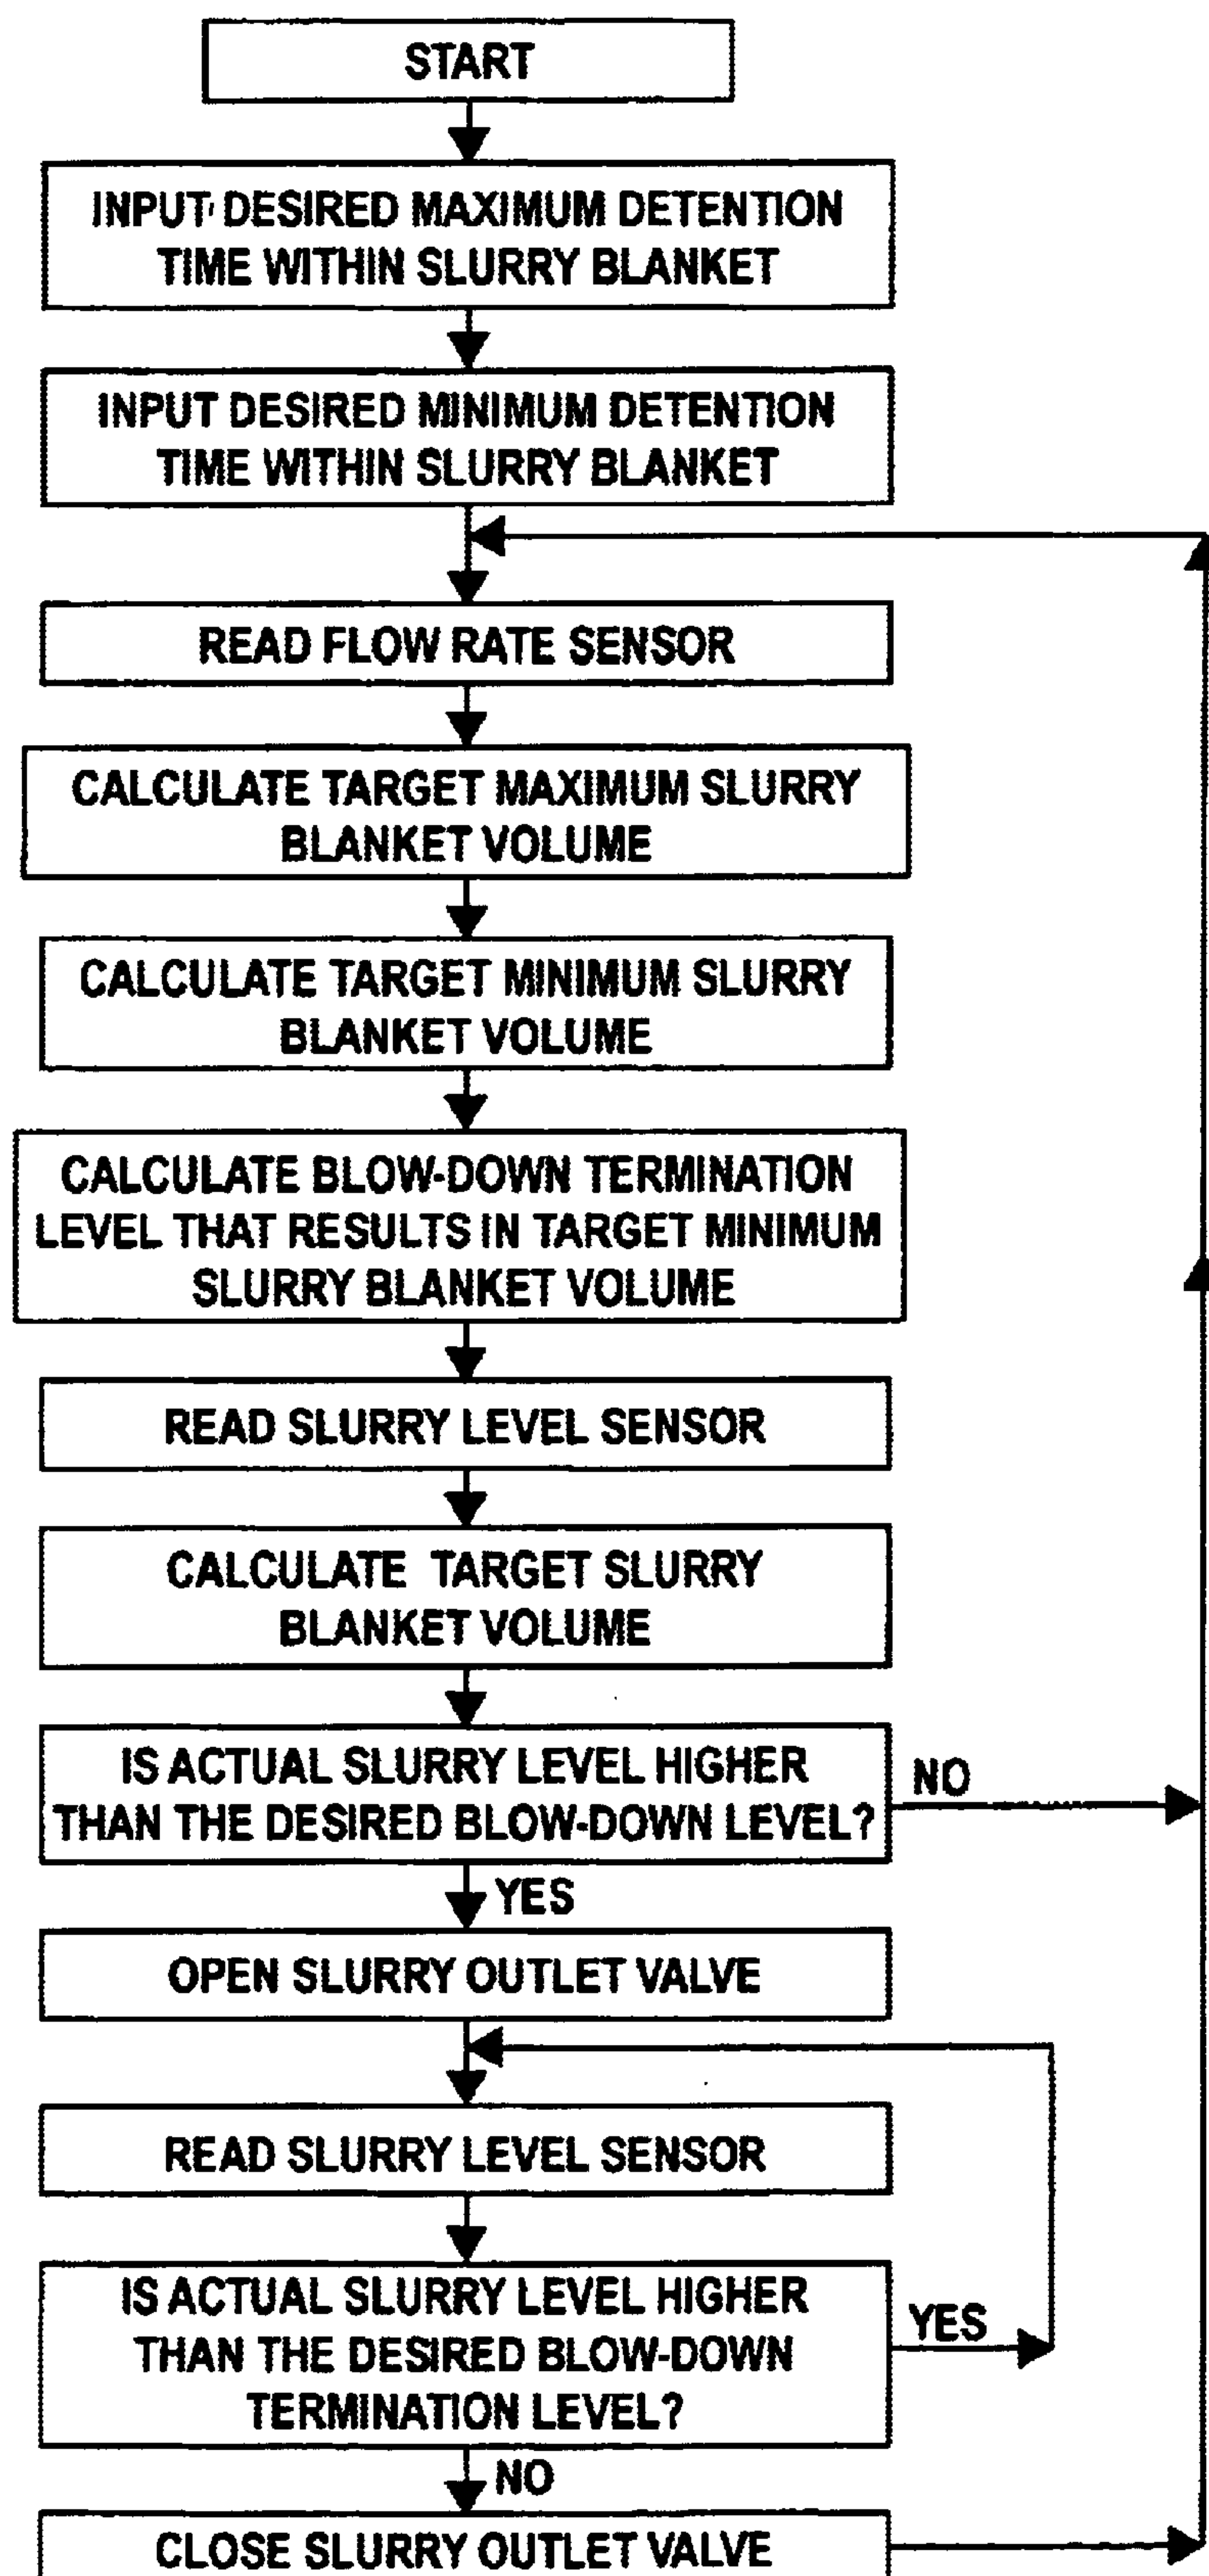 START
INPUT DESIRED MAXIMUM DETENTION
TIME WITHIN SLURRY BLANKET
INPUT DESIRED MINIMUM DETENTION
TIME WITHIN SLURRY BLANKET
READ FLOW RATE SENSOR
CALCULATE TARGET MAXIMUM SLURRY
BLANKET VOLUME
CALCULATE TARGET MINIMUM SLURRY
BLANKET VOLUME
CALCULATE BLOW-DOWN TERMINATION
LEVEL THAT RESULTS IN TARGET MINIMUM
SLURRY BLANKET VOLUME
READ SLURRY LEVEL SENSOR
CALCULATE TARGET SLURRY
BLANKET VOLUME
IS ACTUAL SLURRY LEVEL HIGHER
THAN THE DESIRED BLOW-DOWN LEVEL?
NO
YES
OPEN SLURRY OUTLET VALVE
READ SLURRY LEVEL SENSOR
IS ACTUAL SLURRY LEVEL HIGHER
THAN THE DESIRED BLOW-DOWN
TERMINATION LEVEL?
YES
NO
CLOSE SLURRY OUTLET VALVE